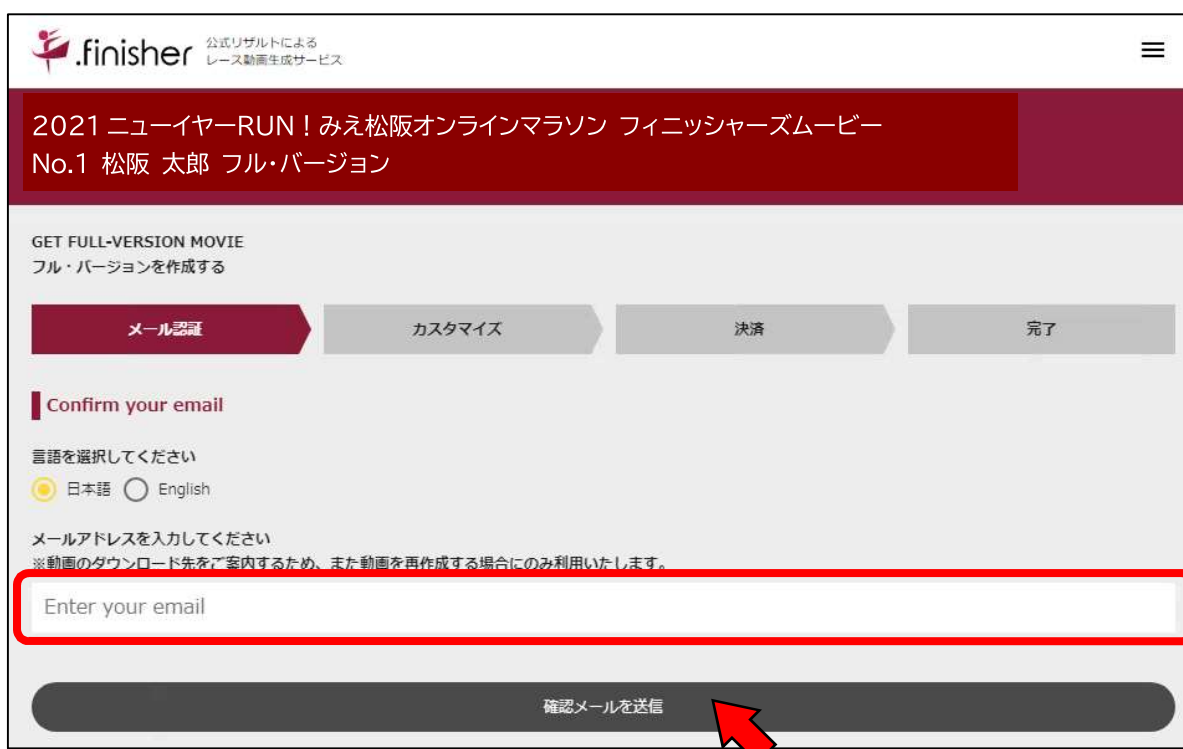 .finisher 公式リザルトによる
レース動画生成サービス
2021 ニューイヤーRUN！みえ松阪オンラインマラソン フィニッシャーズムービー
No.1 松阪 太郎 フル・バージョン
GET FULL-VERSION MOVIE
フル・バージョンを作成する
メール認証 カスタマイズ 決済 完了
Confirm your email
言語を選択してください
日本語 English
メールアドレスを入力してください
※動画のダウンロード先をご案内するため、また動画を再作成する場合にのみ利用いたします。
Enter your email
確認メールを送信